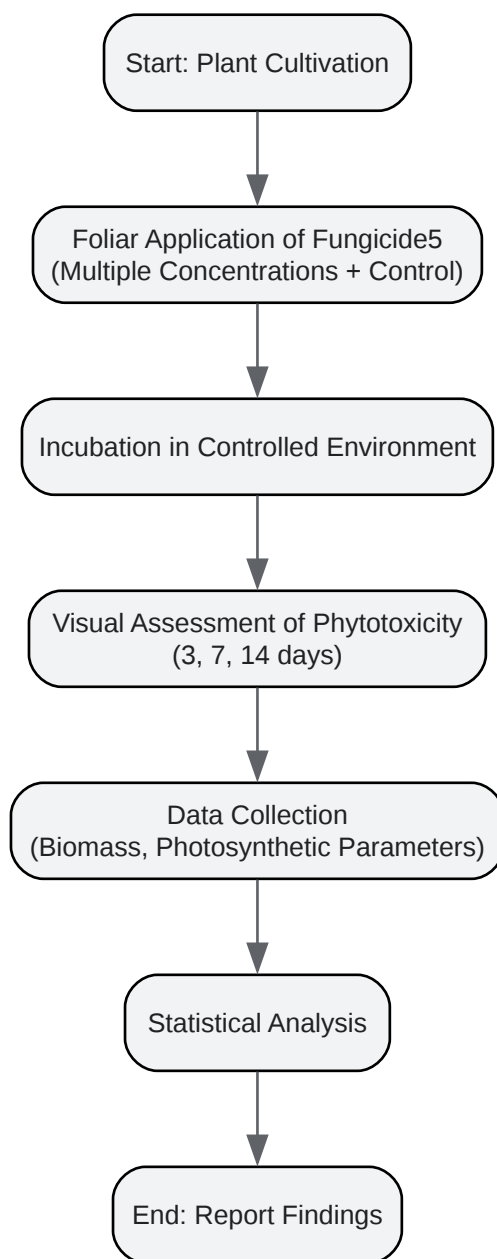 Start: Plant Cultivation
Foliar Application of Fungicide5
(Multiple Concentrations + Control)
Incubation in Controlled Environment
Visual Assessment of Phytotoxicity
(3, 7, 14 days)
Data Collection
(Biomass, Photosynthetic Parameters)
Statistical Analysis
End: Report Findings